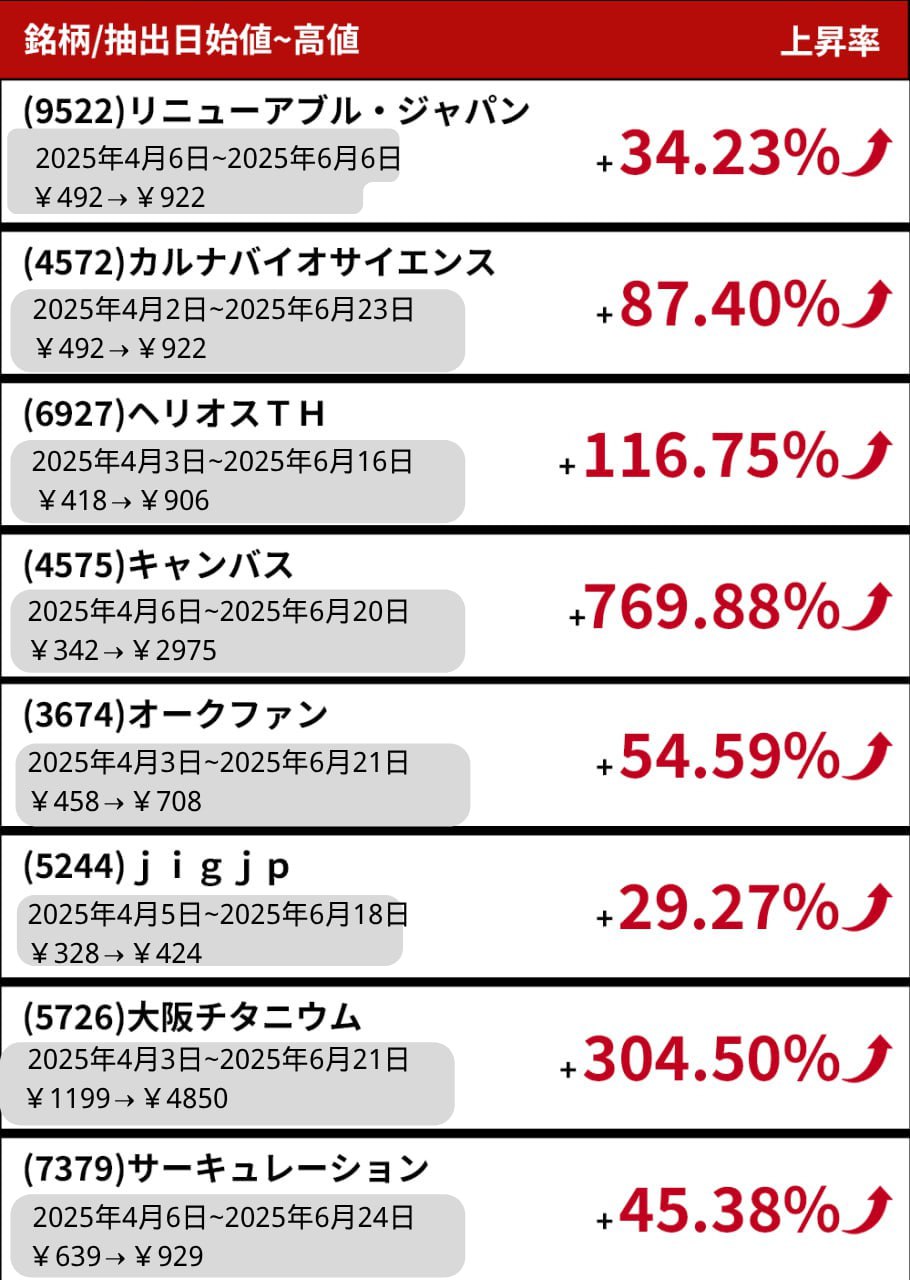 銘柄/抽出日始値~高値 上昇率
(9522)リニューアブル・ジャパン
2025年4月6日~2025年6月6日
¥492→¥922
+34.23%
(4572)カルナバイオサイエンス
2025年4月2日~2025年6月23日
¥492→¥922
+87.40%
(6927)ヘリオスTH
2025年4月3日~2025年6月16日
¥418→¥906
+116.75%
(4575)キャンバス
2025年4月6日~2025年6月20日
¥342→¥2975
+769.88%
(3674)オークファン
2025年4月3日~2025年6月21日
¥458→¥708
+54.59%
(5244)jigjp
2025年4月5日~2025年6月18日
¥328→¥424
+29.27%
(5726)大阪チタニウム
2025年4月3日~2025年6月21日
¥1199→¥4850
+304.50%
(7379)サーキュレーション
2025年4月6日~2025年6月24日
¥639→¥929
+45.38%